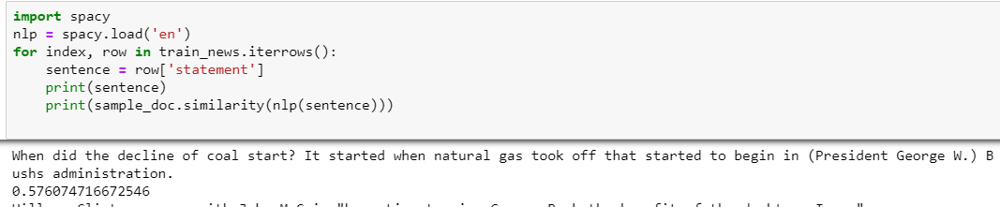 import spacy
nlp = spacy.load('en')
for index, row in train_news.iterrows():
    sentence = row['statement']
    print(sentence)
    print(sample_doc.similarity(nlp(sentence)))
When did the decline of coal start? It started when natural gas took off that started to begin in (President George W.) B
ushs administration.
0.576074716672546